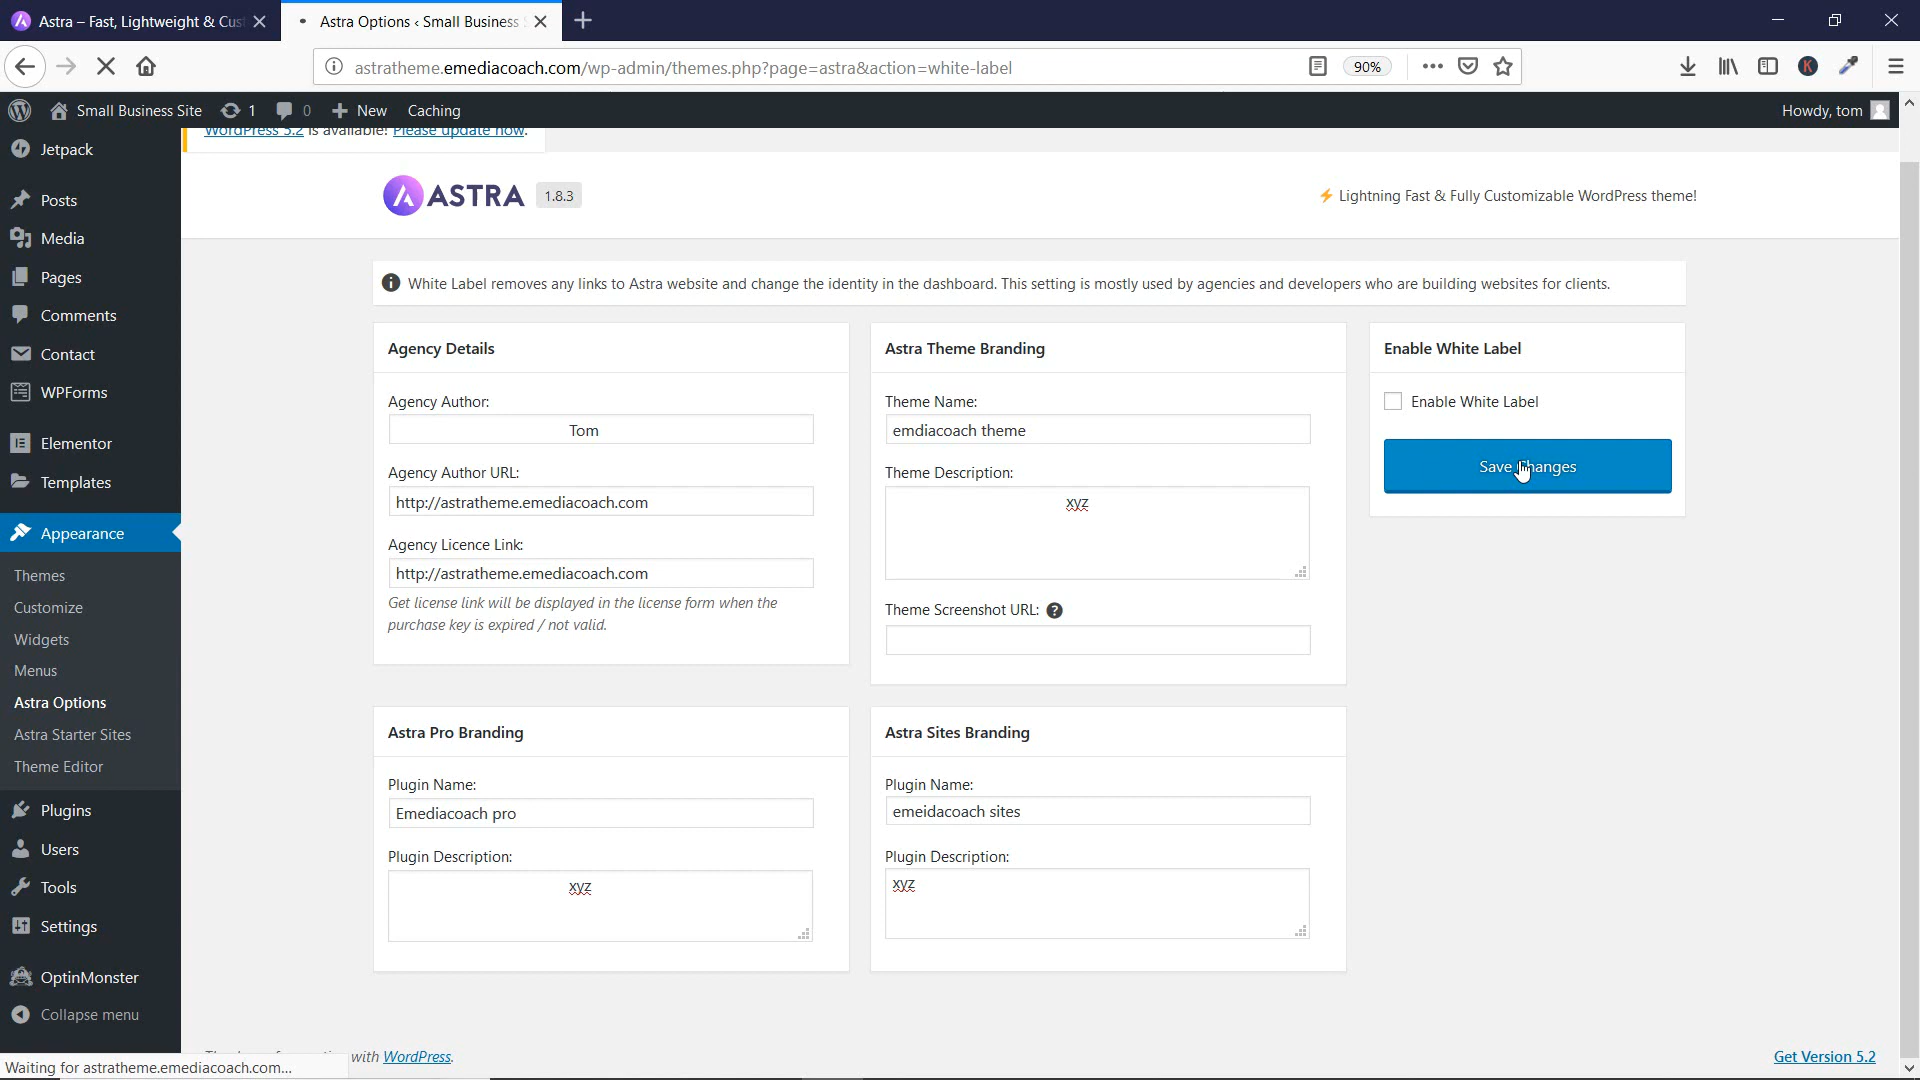 Astra – Fast, Lightweight & Cus
Astra Options ‹ Small Business S
astratheme.emediacoach.com/wp-admin/themes.php?page=astra&action=white-label
90%
Small Business Site
1
0
New
Caching
Howdy, tom
WordPress 5.2 is available! Please update now.
Jetpack
Posts
Media
Pages
Comments
Contact
WPForms
Elementor
Templates
Appearance
Themes
Customize
Widgets
Menus
Astra Options
Astra Starter Sites
Theme Editor
Plugins
Users
Tools
Settings
OptinMonster
Collapse menu
ASTRA 1.8.3
Lightning Fast & Fully Customizable WordPress theme!
White Label removes any links to Astra website and change the identity in the dashboard. This setting is mostly used by agencies and developers who are building websites for clients.
Agency Details
Agency Author:
Tom
Agency Author URL:
http://astratheme.emediacoach.com
Agency Licence Link:
http://astratheme.emediacoach.com
Get license link will be displayed in the license form when the
purchase key is expired / not valid.
Astra Theme Branding
Theme Name:
emdiacoach theme
Theme Description:
xyz
Theme Screenshot URL:
Enable White Label
Enable White Label
Save Changes
Astra Pro Branding
Plugin Name:
Emediacoach pro
Plugin Description:
xyz
Astra Sites Branding
Plugin Name:
emeidacoach sites
Plugin Description:
xyz
with WordPress.
Get Version 5.2
Waiting for astratheme.emediacoach.com...